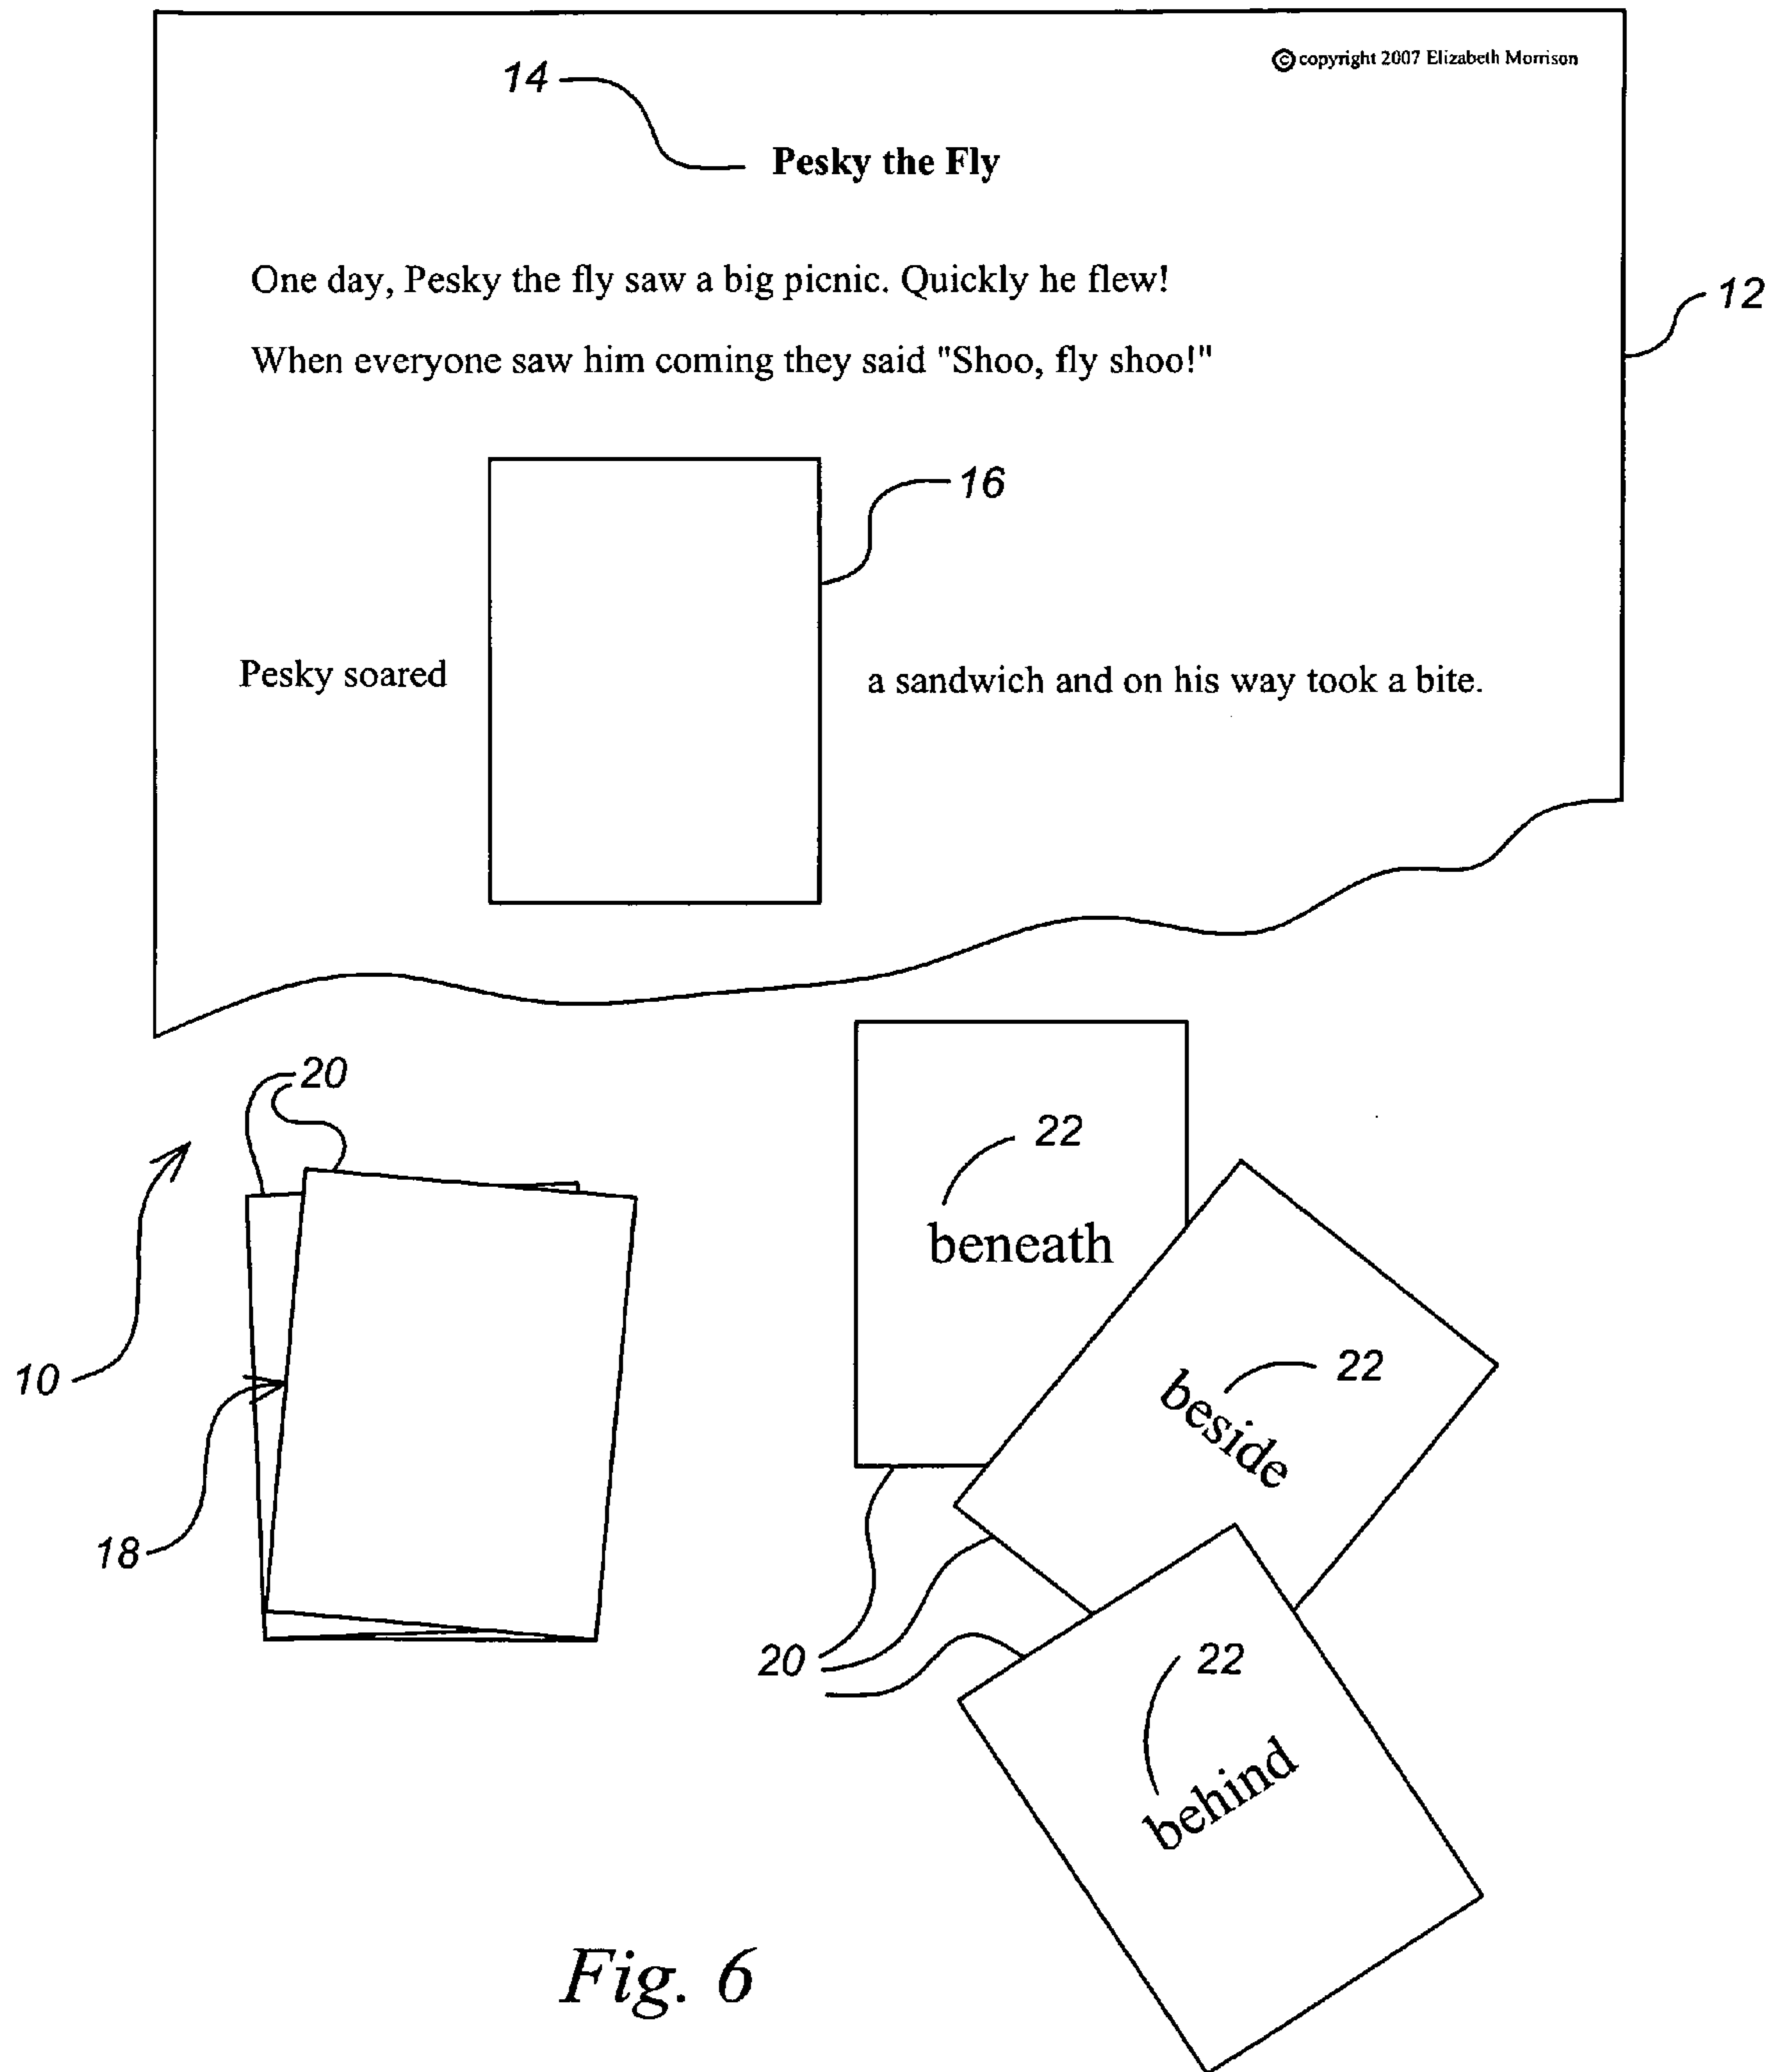 © copyright 2007 Elizabeth Morrison
14
Pesky the Fly
One day, Pesky the fly saw a big picnic. Quickly he flew!
12
When everyone saw him coming they said "Shoo, fly shoo!"
16
Pesky soared a sandwich and on his way took a bite.
20
22
beneath
10
22
beside
18
20
22
behind
Fig. 6